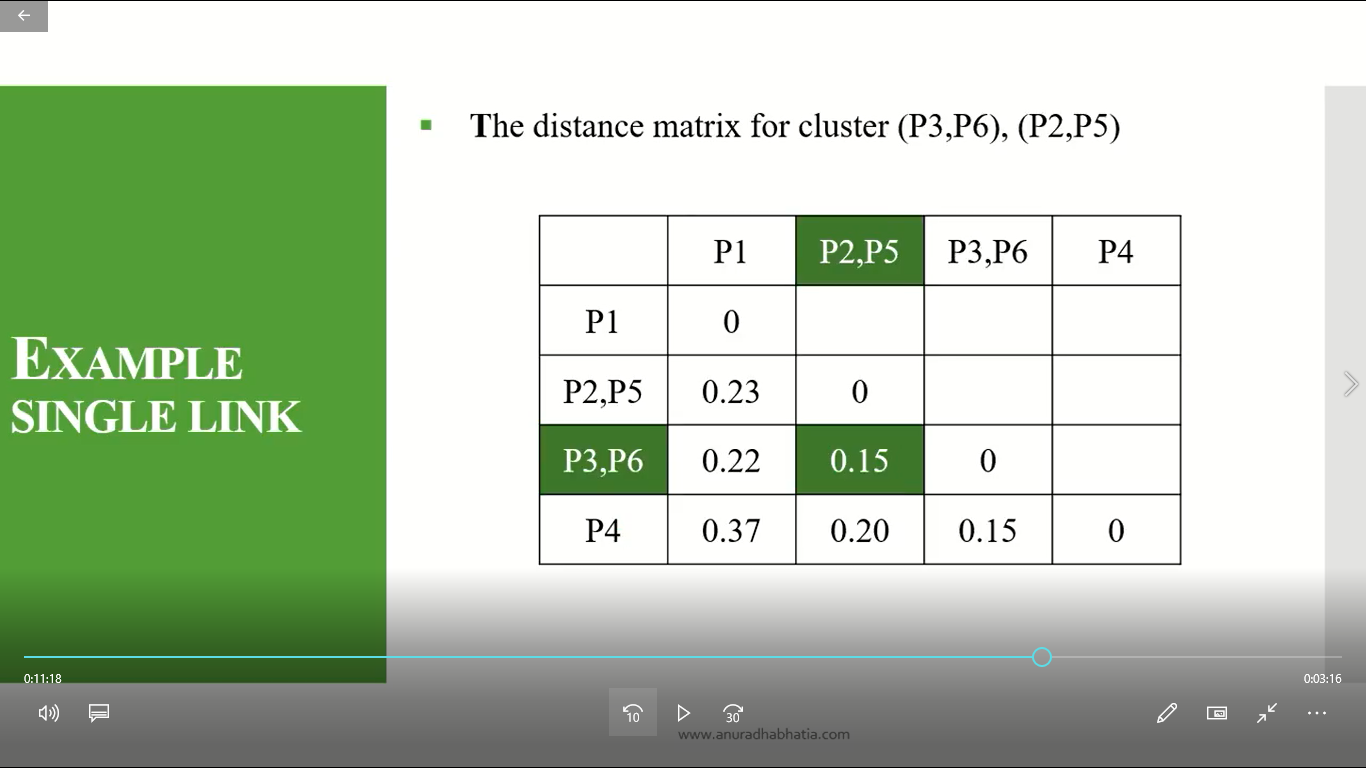 The distance matrix for cluster (P3,P6), (P2,P5)
EXAMPLE
SINGLE LINK
P1 P2,P5 P3,P6 P4
P1 0
P2,P5 0.23 0
P3,P6 0.22 0.15 0
P4 0.37 0.20 0.15 0
0:11:18 0:03:16
10 30
www.anuradhabhatia.com